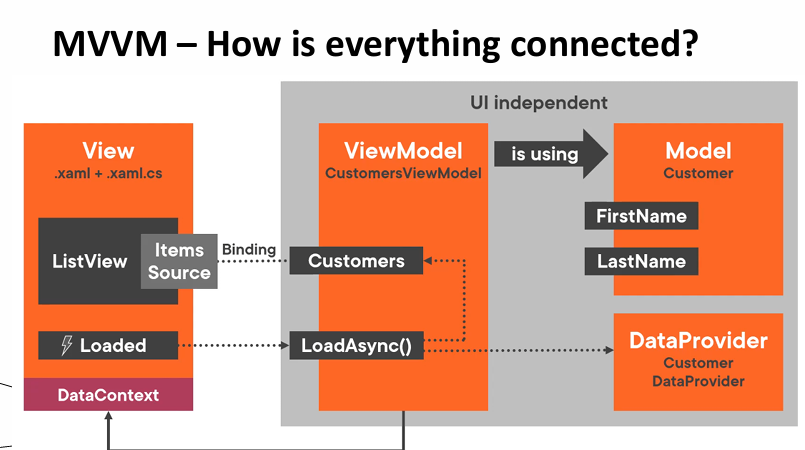 MVVM – How is everything connected?
UI independent
View
.xaml + .xaml.cs
ListView
Items
Source
Loaded
DataContext
Binding
ViewModel
CustomersViewModel
Customers
LoadAsync()
is using
Model
Customer
FirstName
LastName
DataProvider
Customer
DataProvider